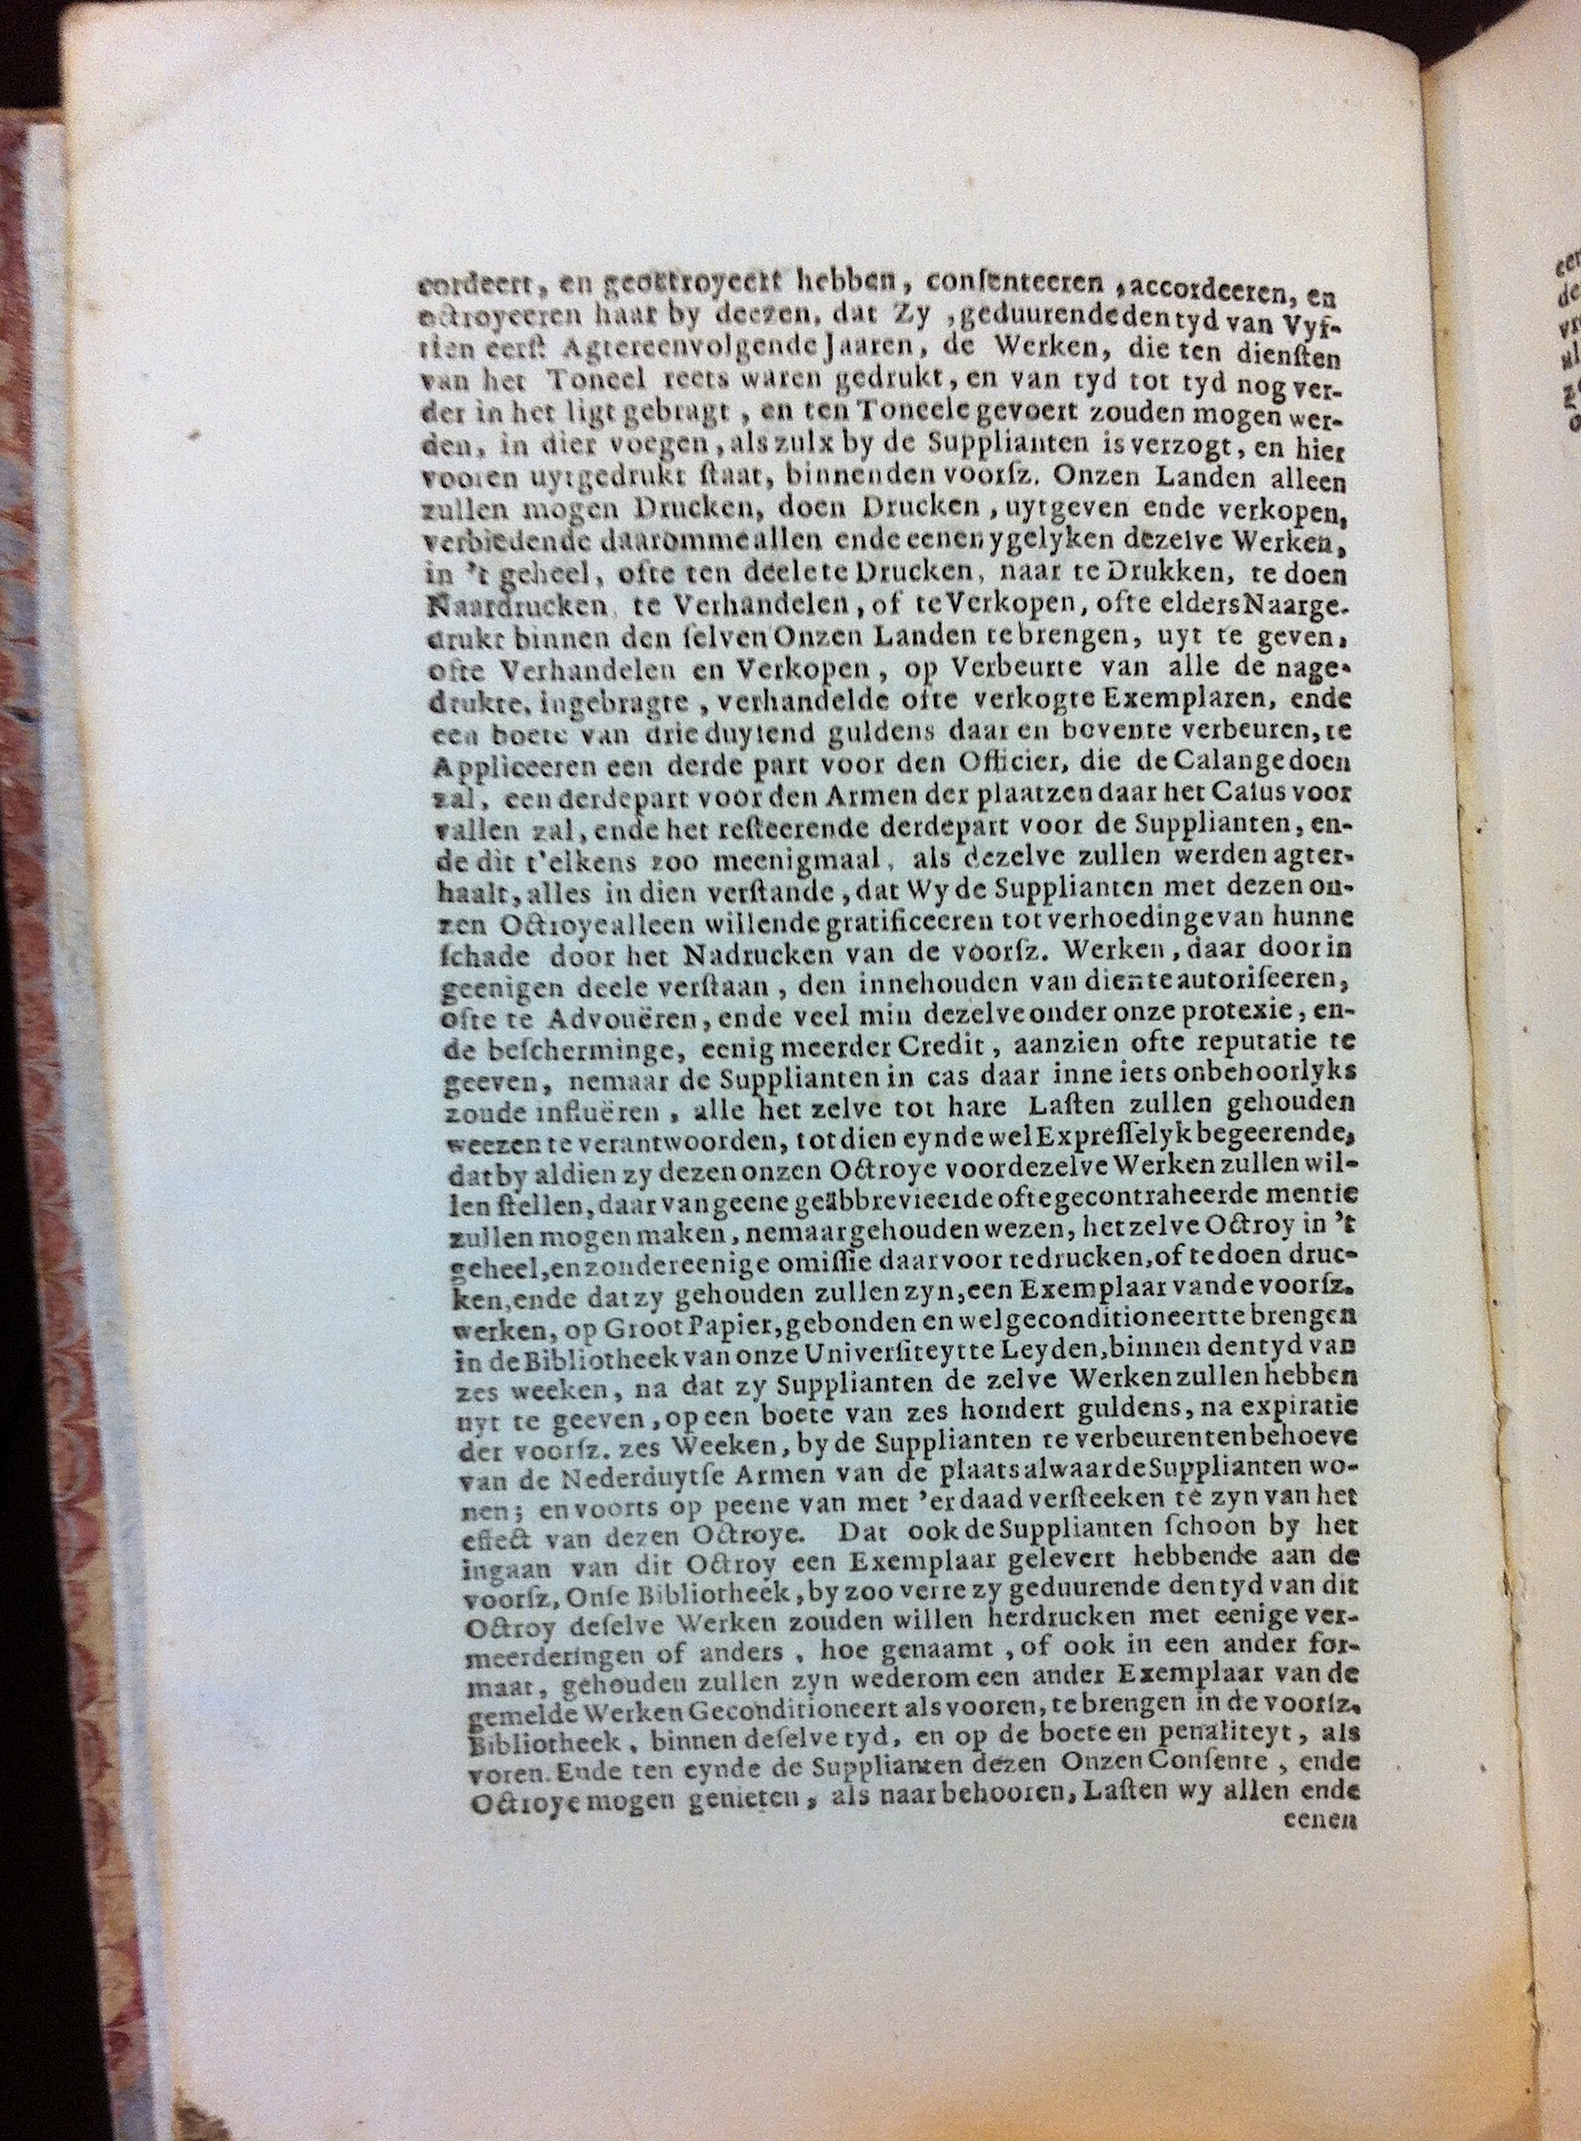 cordeert, en geoctroyeert hebben, conſenteeren, accordeeren, en
octroyeeren haar by deezen, dat Zy, geduurende den tyd van Vyf-
tien eerſt Agtereenvolgende Jaaren, de Werken, die ten dienſten
van het Toneel reets waren gedrukt, en van tyd tot tyd nog ver-
der in het ligt gebragt, en ten Toneele gevoert zouden mogen wer-
den, in dier voegen, als zulx by de Supplianten is verzogt, en hier
vooren uytgedrukt ſtaat, binnen den voorſz. Onzen Landen alleen
zullen mogen Drucken, doen Drucken, uytgeven ende verkopen,
verbiedende daaromme allen ende eenen ygelyken dezelve Werken,
in 't geheel, ofte ten deele te Drucken, naar te Drukken, te doen
Naardrucken, te Verhandelen, of te Verkopen, ofte elders Naarge-
drukt binnen den ſelven Onzen Landen te brengen, uyt te geven,
ofte Verhandelen en Verkopen, op Verbeurte van alle de nage-
drukte, ingebragte, verhandelde ofte verkogte Exemplaren, ende
een boete van drie duyſend guldens daar en boven te verbeuren, te
Appliceeren een derde part voor den Officier, die de Calange doen
zal, een derdepart voor den Armen der plaatzen daar het Caſus voor
vallen zal, ende het reſteerende derdepart voor de Supplianten, en-
de dit t'elkens zoo meenigmaal, als dezelve zullen werden agter-
haalt, alles in dien verſtande, dat Wy de Supplianten met dezen on-
zen Octroye alleen willende gratificeeren tot verhoedinge van hunne
ſchade door het Nadrucken van de voorſz. Werken, daar door in
geenigen deele verſtaan, den innehouden van dien te autoriſeeren,
ofte te Advouëren, ende veel min dezelve onder onze protexie, en-
de beſcherminge, eenig meerder Credit, aanzien ofte reputatie te
geeven, nemaar de Supplianten in cas daar inne iets onbehoorlyks
zoude influëren, alle het zelve tot hare Laſten zullen gehouden
weezen te verantwoorden, tot dien eynde wel Expreſſelyk begeerende,
dat by aldien zy dezen onzen Octroye voor dezelve Werken zullen wil-
len ſtellen, daar van geene geäbbrevieerde ofte gecontraheerde mentie
zullen mogen maken, nemaar gehouden wezen, het zelve Octroy in 't
geheel, en zonder eenige omiſſie daar voor te drucken, of te doen druc-
ken, ende dat zy gehouden zullen zyn, een Exemplaar van de voorſz.
werken, op Groot Papier, gebonden en wel geconditioneert te brengen
in de Bibliotheek van onze Univerſiteyt te Leyden, binnen den tyd van
zes weeken, na dat zy Supplianten de zelve Werken zullen hebben
uyt te geeven, op een boete van zes hondert guldens, na expiratie
der voorſz. zes Weeken, by de Supplianten te verbeuren ten behoeve
van de Nederduytſe Armen van de plaats alwaar de Supplianten wo-
nen; en voorts op peene van met 'er daad verſteeken te zyn van het
effect van dezen Octroye. Dat ook de Supplianten ſchoon by het
ingaan van dit Octroy een Exemplaar gelevert hebbende aan de
voorſz, Onſe Bibliotheek, by zoo verre zy geduurende den tyd van dit
Octroy deſelve Werken zouden willen herdrucken met eenige ver-
meerderingen of anders, hoe genaamt, of ook in een ander for-
maat, gehouden zullen zyn wederom een ander Exemplaar van de
gemelde Werken Geconditioneert als vooren, te brengen in de voorſz.
Bibliotheek, binnen deſelve tyd, en op de boete en penaliteyt, als
voren. Ende ten eynde de Supplianten dezen Onzen Conſente, ende
Octroye mogen genieten, als naar behooren, Laſten wy allen ende
eenen